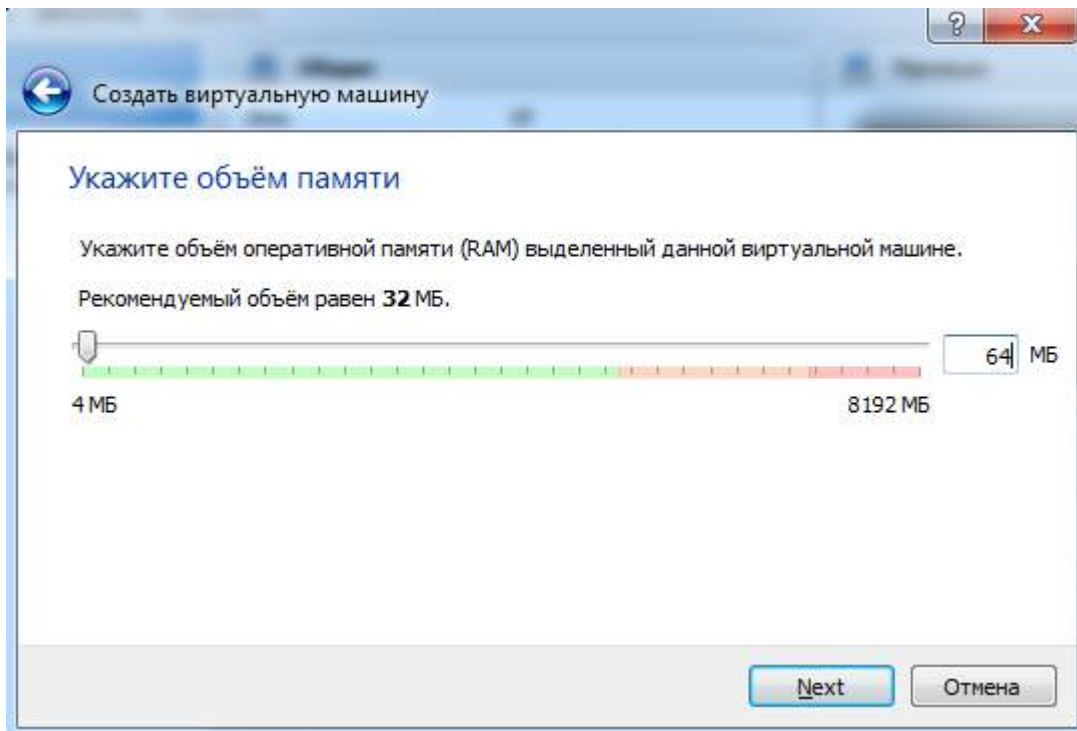 Создать виртуальную машину
Укажите объём памяти
Укажите объём оперативной памяти (RAM) выделенный данной виртуальной машине.
Рекомендуемый объём равен 32 МБ.
64 МБ
4 МБ 8192 МБ
Next Отмена